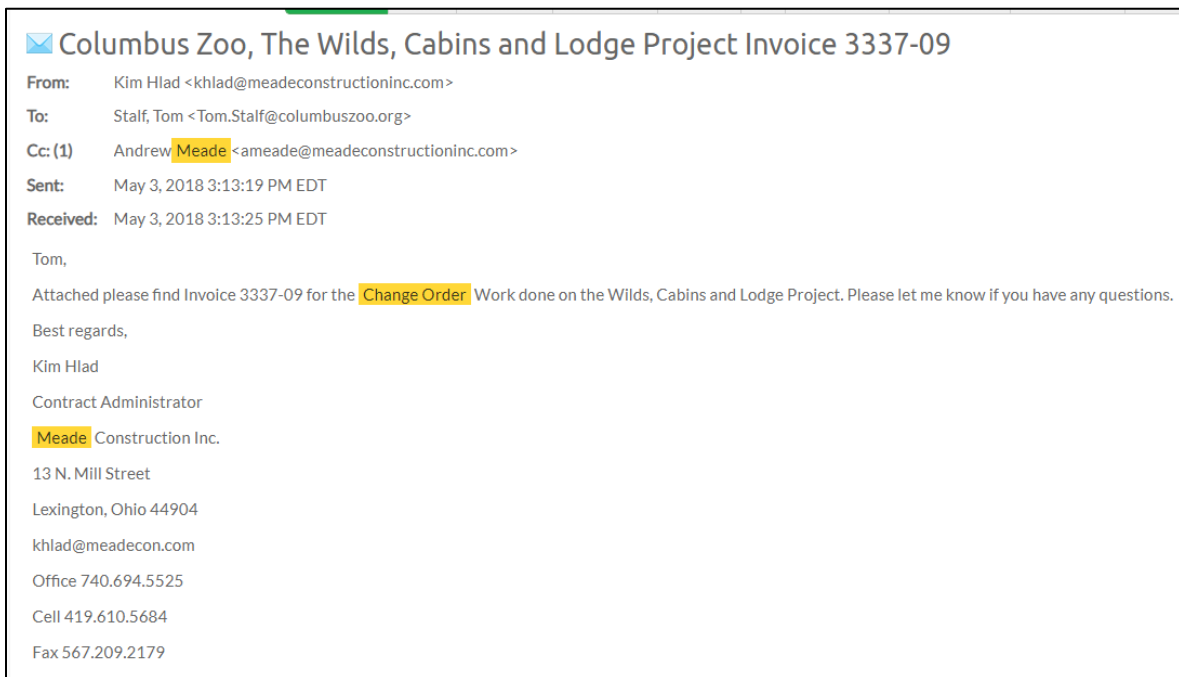 Columbus Zoo, The Wilds, Cabins and Lodge Project Invoice 3337-09
From: Kim Hlad <khlad@meadeconstructioninc.com>
To: Stalf, Tom <Tom.Stalf@columbuszoo.org>
Cc: (1) Andrew Meade <ameade@meadeconstructioninc.com>
Sent: May 3, 2018 3:13:19 PM EDT
Received: May 3, 2018 3:13:25 PM EDT
Tom,
Attached please find Invoice 3337-09 for the Change Order Work done on the Wilds, Cabins and Lodge Project. Please let me know if you have any questions.
Best regards,
Kim Hlad
Contract Administrator
Meade Construction Inc.
13 N. Mill Street
Lexington, Ohio 44904
khlad@meadecon.com
Office 740.694.5525
Cell 419.610.5684
Fax 567.209.2179